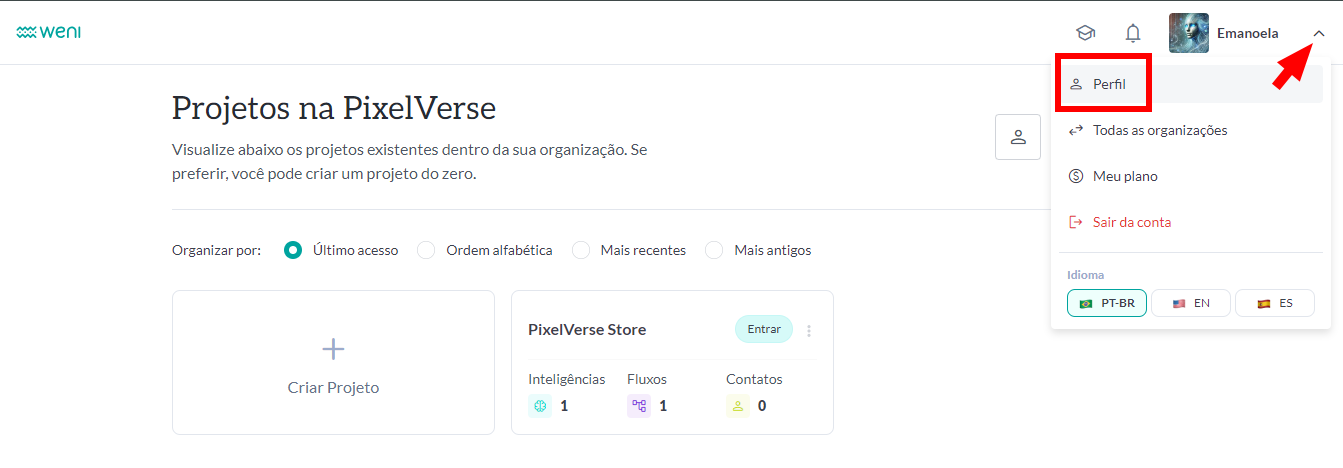 weni
Emanoela
Perfil
Todas as organizações
Meu plano
Sair da conta
Idioma
PT-BR
EN
ES
Projetos na PixelVerse
Visualize abaixo os projetos existentes dentro da sua organização. Se
preferir, você pode criar um projeto do zero.
Organizar por:
Último acesso
Ordem alfabética
Mais recentes
Mais antigos
Criar Projeto
PixelVerse Store
Entrar
Inteligências
Fluxos
Contatos
1
1
0